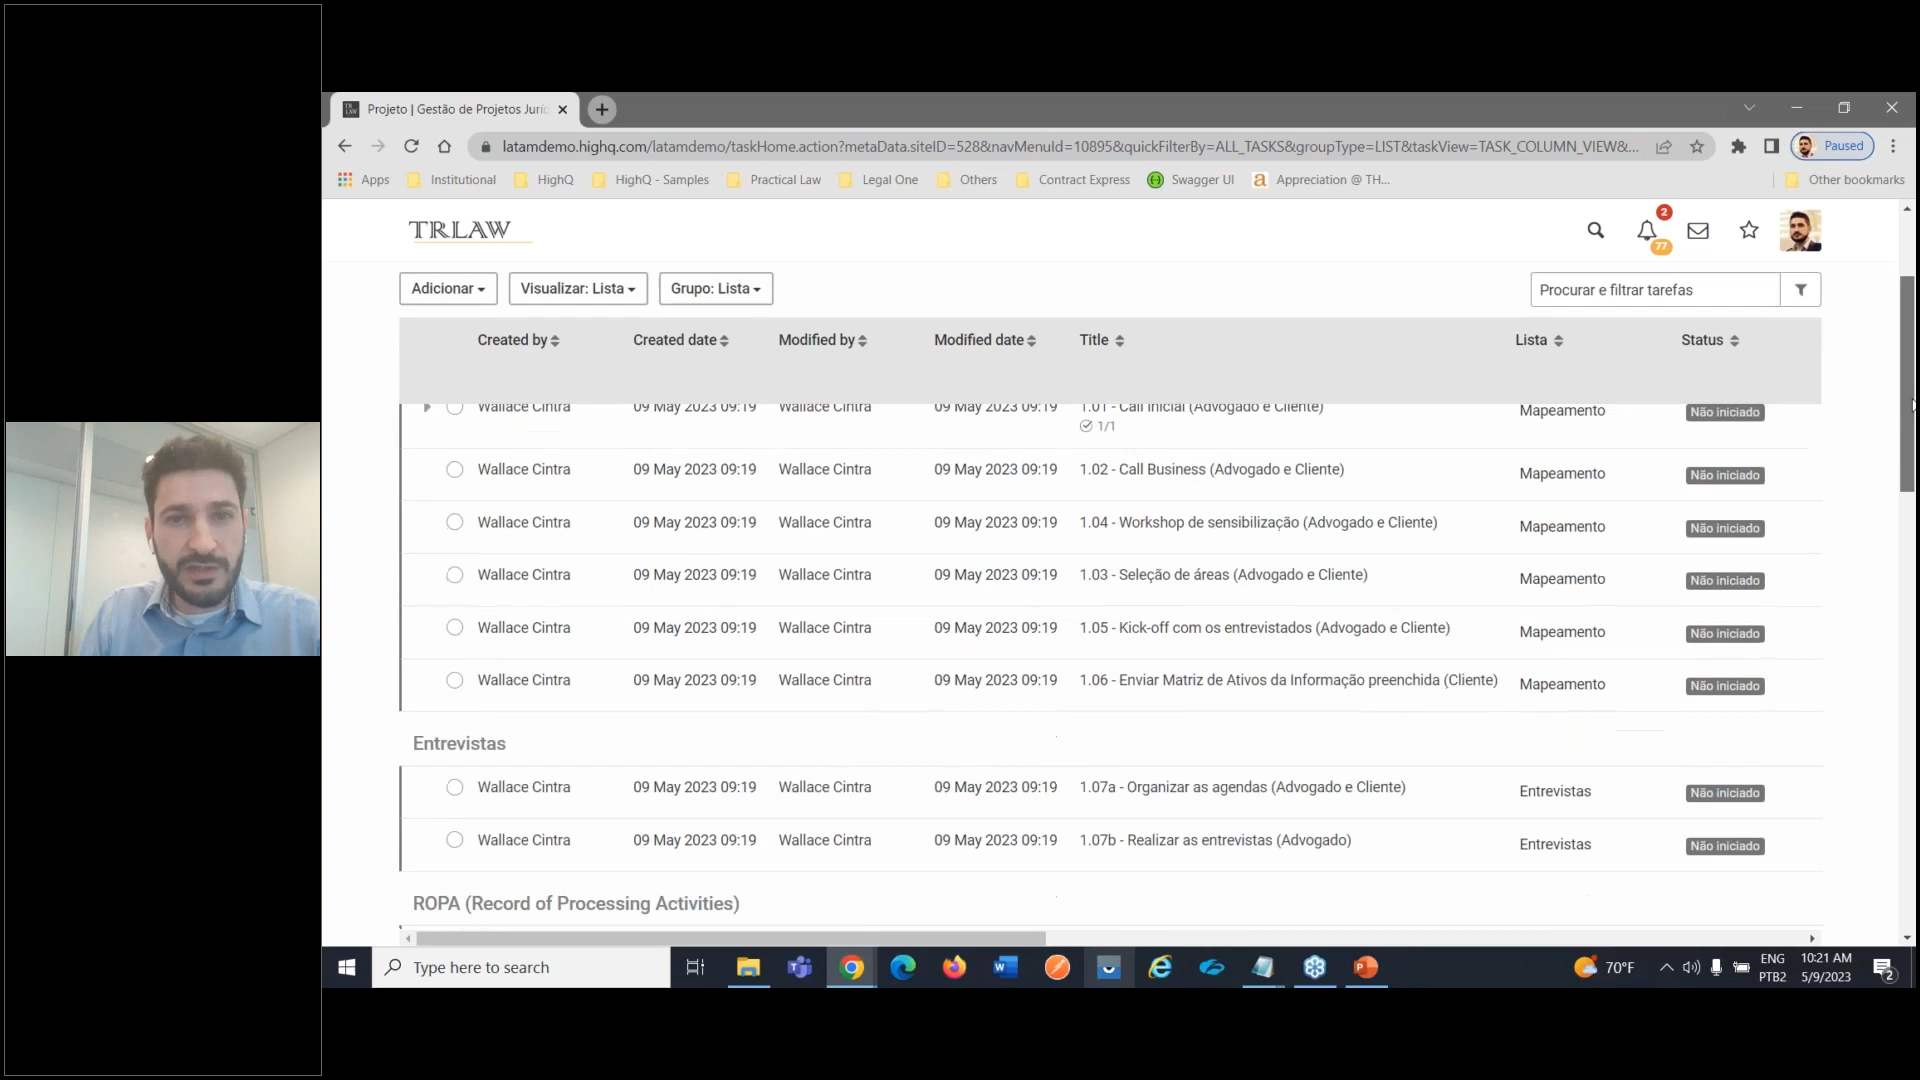 Projeto | Gestão de Projetos Juríd
latamdemo.highq.com/latamdemo/taskHome.action?metaData.siteID=528&navMenuId=10895&quickFilterBy=ALL_TASKS&groupType=LIST&taskView=TASK_COLUMN_VIEW&... Paused
Apps Institutional HighQ HighQ - Samples Practical Law Legal One Others Contract Express Swagger UI Appreciation @ TH... Other bookmarks
TRLAW 2 77
Adicionar Visualizar: Lista Grupo: Lista Procurar e filtrar tarefas
Created by Created date Modified by Modified date Title Lista Status
Wallace Cintra 09 May 2023 09:19 Wallace Cintra 09 May 2023 09:19 1.01 - Call Inicial (Advogado e Cliente) Mapeamento Não iniciado
1/1
Wallace Cintra 09 May 2023 09:19 Wallace Cintra 09 May 2023 09:19 1.02 - Call Business (Advogado e Cliente) Mapeamento Não iniciado
Wallace Cintra 09 May 2023 09:19 Wallace Cintra 09 May 2023 09:19 1.04 - Workshop de sensibilização (Advogado e Cliente) Mapeamento Não iniciado
Wallace Cintra 09 May 2023 09:19 Wallace Cintra 09 May 2023 09:19 1.03 - Seleção de áreas (Advogado e Cliente) Mapeamento Não iniciado
Wallace Cintra 09 May 2023 09:19 Wallace Cintra 09 May 2023 09:19 1.05 - Kick-off com os entrevistados (Advogado e Cliente) Mapeamento Não iniciado
Wallace Cintra 09 May 2023 09:19 Wallace Cintra 09 May 2023 09:19 1.06 - Enviar Matriz de Ativos da Informação preenchida (Cliente) Mapeamento Não iniciado
Entrevistas
Wallace Cintra 09 May 2023 09:19 Wallace Cintra 09 May 2023 09:19 1.07a - Organizar as agendas (Advogado e Cliente) Entrevistas Não iniciado
Wallace Cintra 09 May 2023 09:19 Wallace Cintra 09 May 2023 09:19 1.07b - Realizar as entrevistas (Advogado) Entrevistas Não iniciado
ROPA (Record of Processing Activities)
Type here to search 70°F ENG 10:21 AM
PTB2 5/9/2023 2